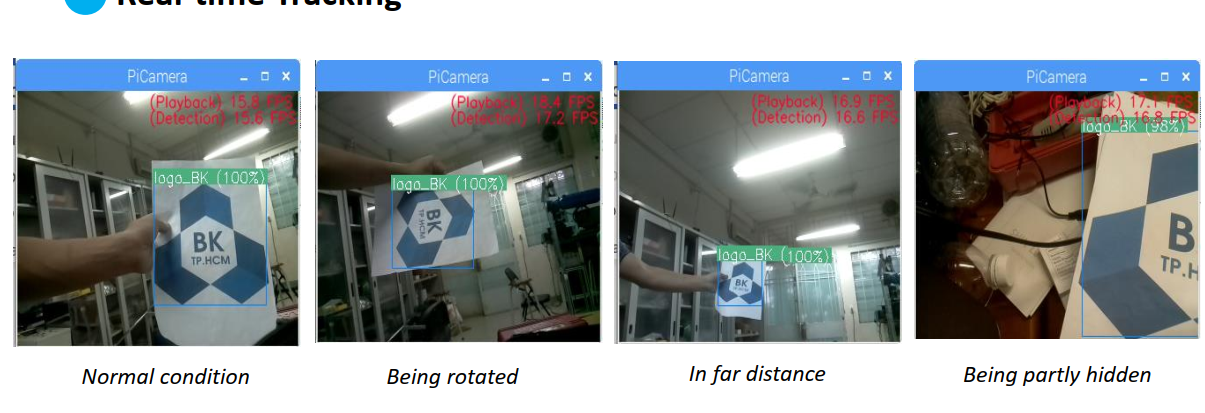 Real-time Tracking
PiCamera
(Playback) 15.8 FPS
(Detection) 15.6 FPS
logo_BK (100%)
BK
TP.HCM
Normal condition
PiCamera
(Playback) 18.4 FPS
(Detection) 17.2 FPS
logo_BK (100%)
BK
TP.HCM
Being rotated
PiCamera
(Playback) 16.9 FPS
(Detection) 16.6 FPS
logo_BK (100%)
BK
In far distance
PiCamera
(Playback) 17.1 FPS
(Detection) 16.8 FPS
logo_BK (98%)
B
TP.H
Being partly hidden